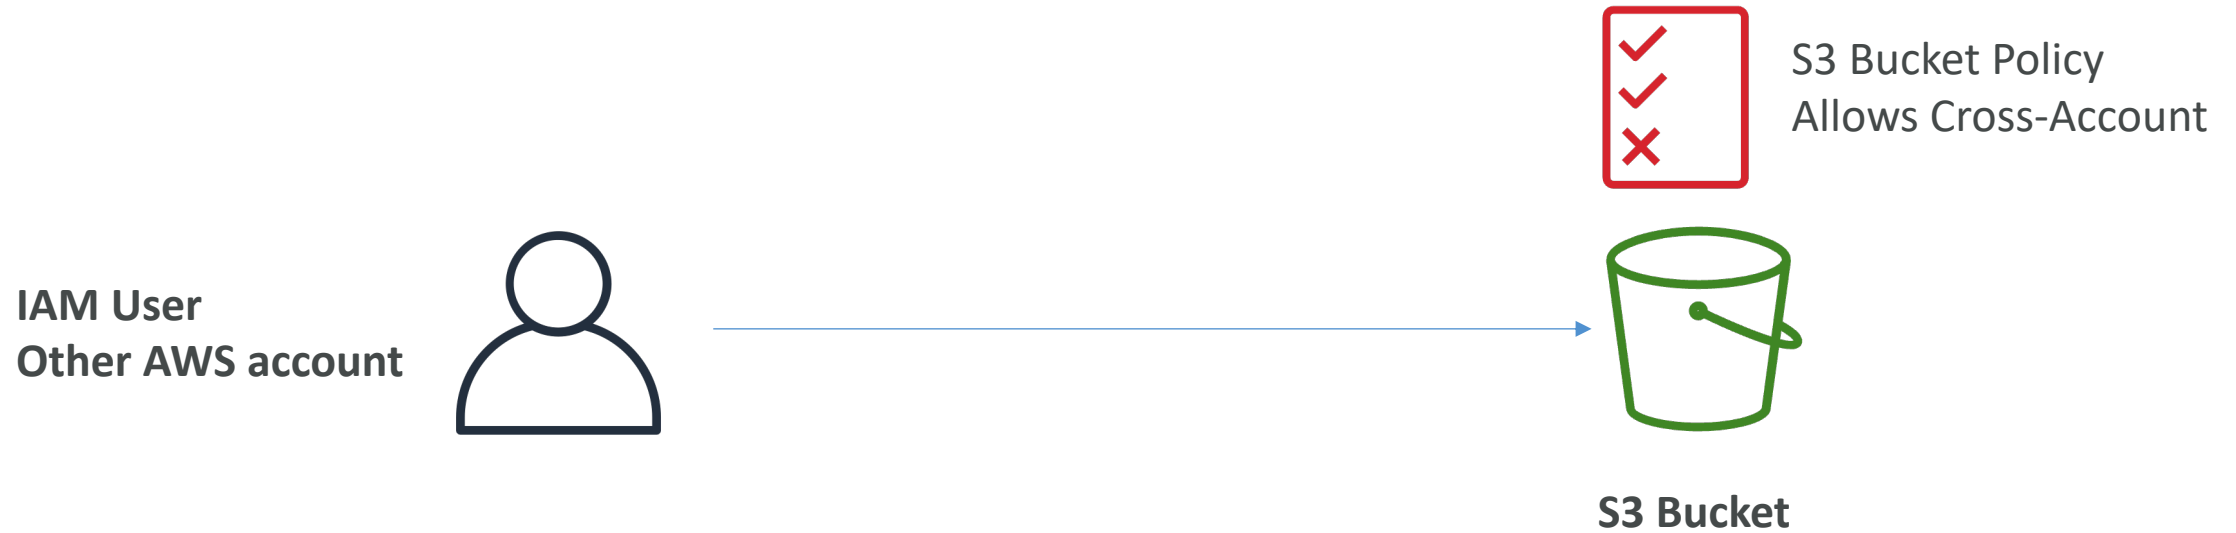 S3 Bucket Policy
Allows Cross-Account
IAM User
Other AWS account
S3 Bucket